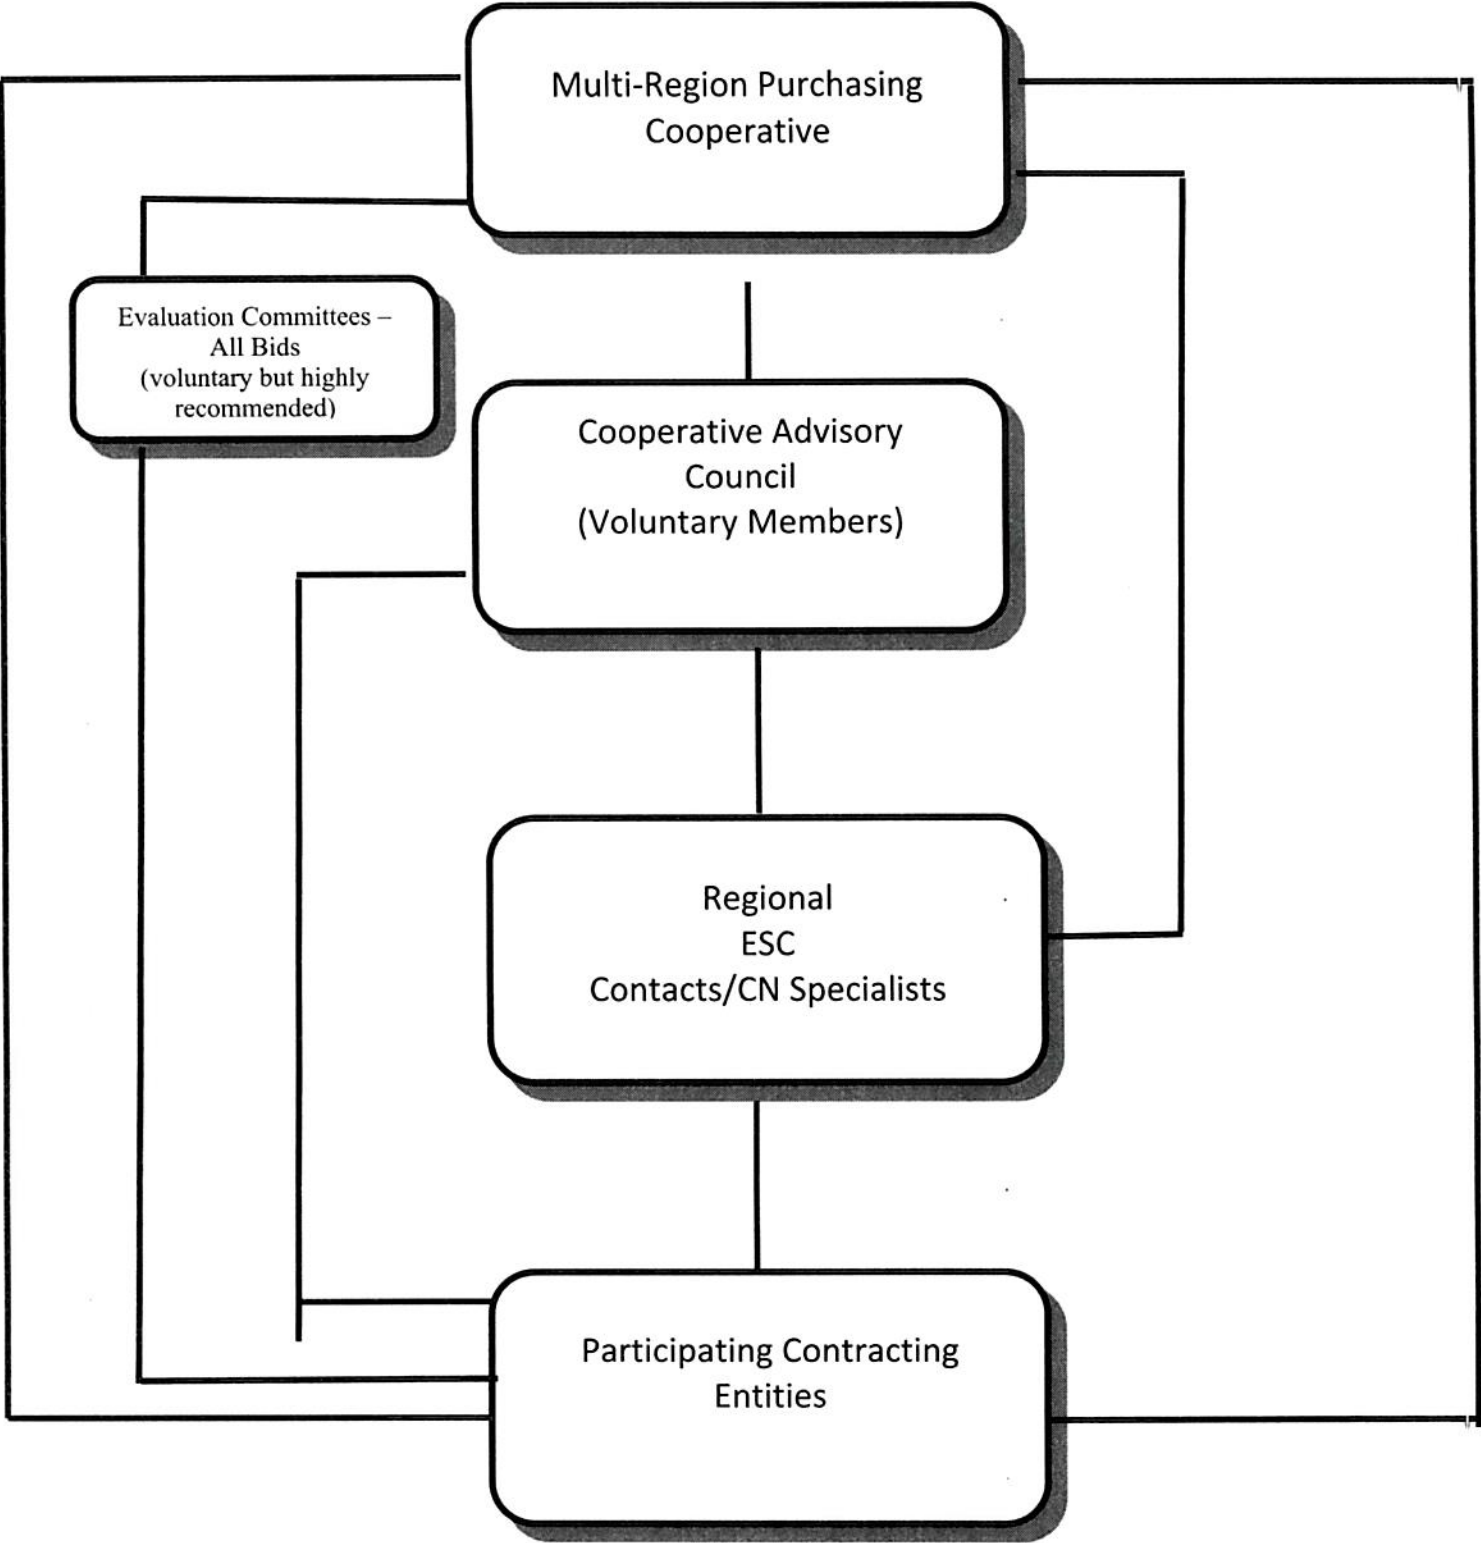 Multi-Region Purchasing
Cooperative
Evaluation Committees –
All Bids
(voluntary but highly
recommended)
Cooperative Advisory
Council
(Voluntary Members)
Regional
ESC
Contacts/CN Specialists
Participating Contracting
Entities